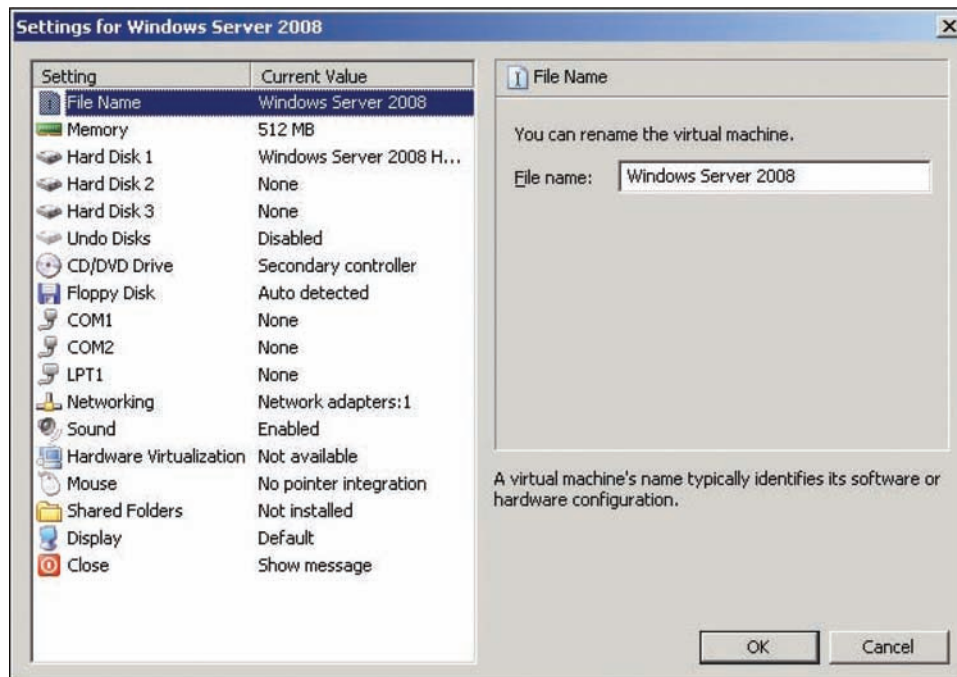 Settings for Windows Server 2008
Setting Current Value
File Name Windows Server 2008
Memory 512 MB
Hard Disk 1 Windows Server 2008 H...
Hard Disk 2 None
Hard Disk 3 None
Undo Disks Disabled
CD/DVD Drive Secondary controller
Floppy Disk Auto detected
COM1 None
COM2 None
LPT1 None
Networking Network adapters:1
Sound Enabled
Hardware Virtualization Not available
Mouse No pointer integration
Shared Folders Not installed
Display Default
Close Show message
File Name
You can rename the virtual machine.
File name: Windows Server 2008
A virtual machine's name typically identifies its software or
hardware configuration.
OK Cancel